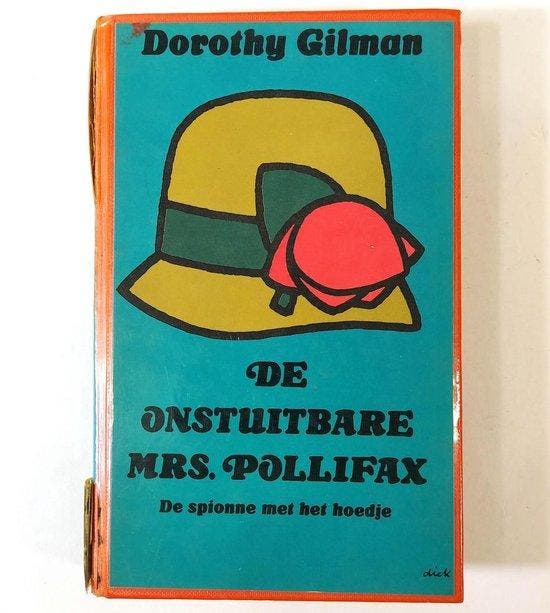 Dorothy Gilman
DE
ONSTUITBARE
MRS. POLLIFAX
De spionne met het hoedje
dick